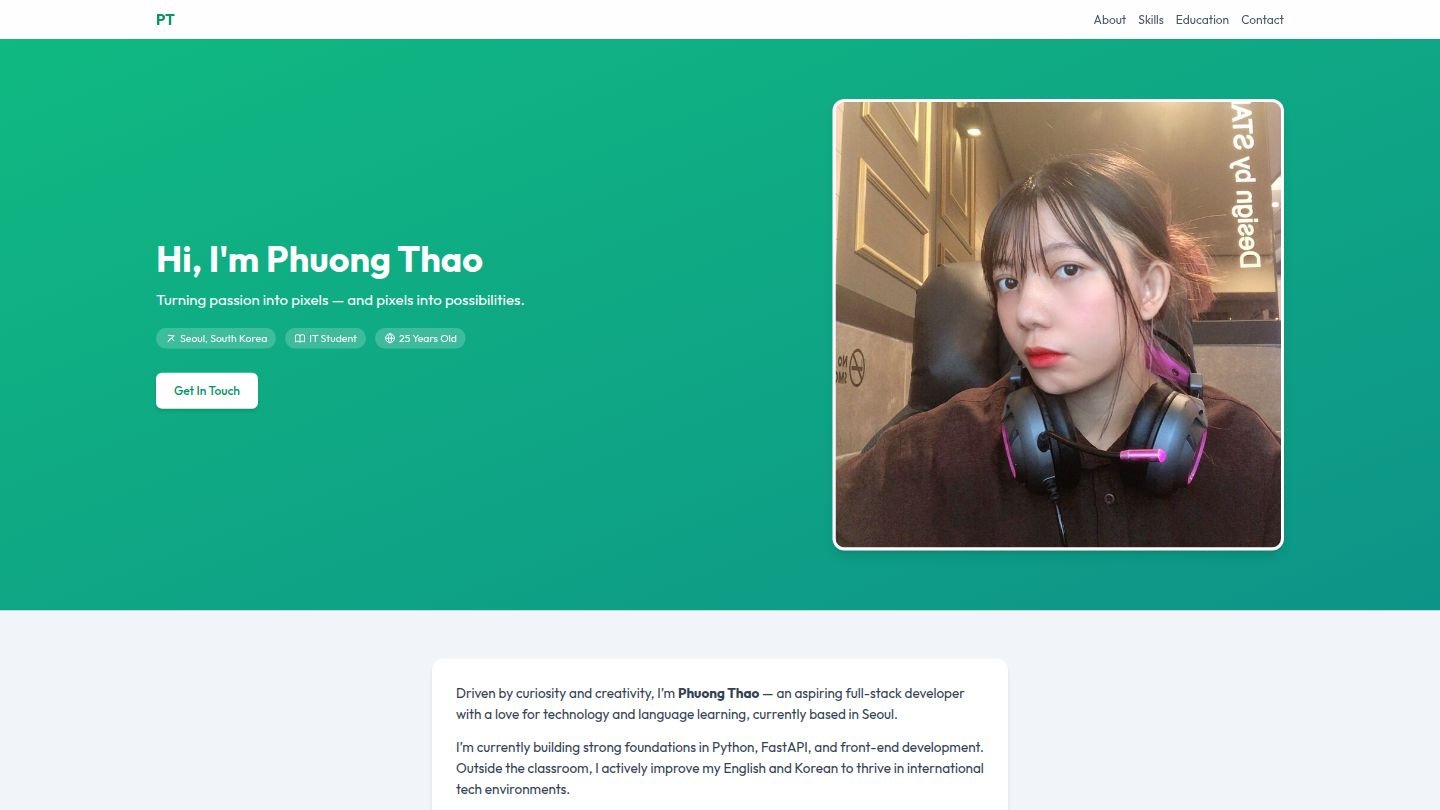 PT
About Skills Education Contact
Hi, I'm Phuong Thao
Turning passion into pixels — and pixels into possibilities.
Seoul, South Korea IT Student 25 Years Old
Get In Touch
Design by STA
NO
SMO
Driven by curiosity and creativity, I'm Phuong Thao — an aspiring full-stack developer
with a love for technology and language learning, currently based in Seoul.
I'm currently building strong foundations in Python, FastAPI, and front-end development.
Outside the classroom, I actively improve my English and Korean to thrive in international
tech environments.